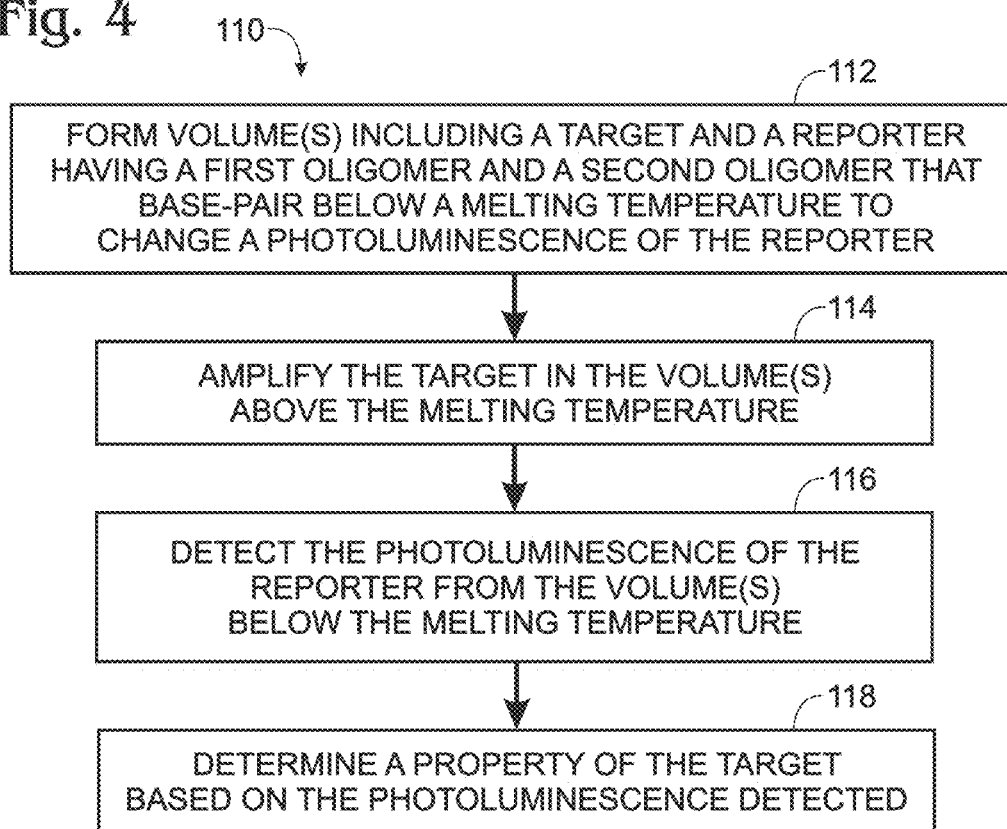 Fig. 4
110
112
FORM VOLUME(S) INCLUDING A TARGET AND A REPORTER
HAVING A FIRST OLIGOMER AND A SECOND OLIGOMER THAT
BASE-PAIR BELOW A MELTING TEMPERATURE TO
CHANGE A PHOTOLUMINESCENCE OF THE REPORTER
114
AMPLIFY THE TARGET IN THE VOLUME(S)
ABOVE THE MELTING TEMPERATURE
116
DETECT THE PHOTOLUMINESCENCE OF THE
REPORTER FROM THE VOLUME(S)
BELOW THE MELTING TEMPERATURE
118
DETERMINE A PROPERTY OF THE TARGET
BASED ON THE PHOTOLUMINESCENCE DETECTED